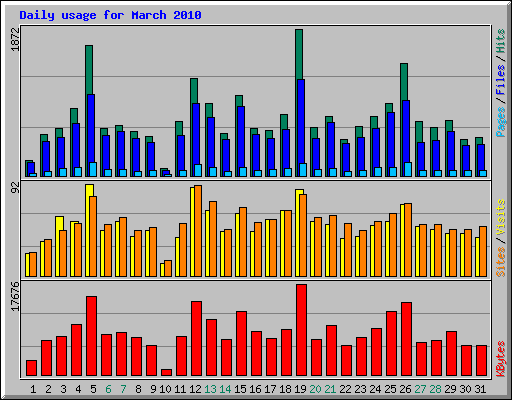 Daily usage for March 2010
1872
Pages / Files / Hits
92
Sites / Visits
17676
KBytes
1 2 3 4 5 6 7 8 9 10 11 12 13 14 15 16 17 18 19 20 21 22 23 24 25 26 27 28 29 30 31